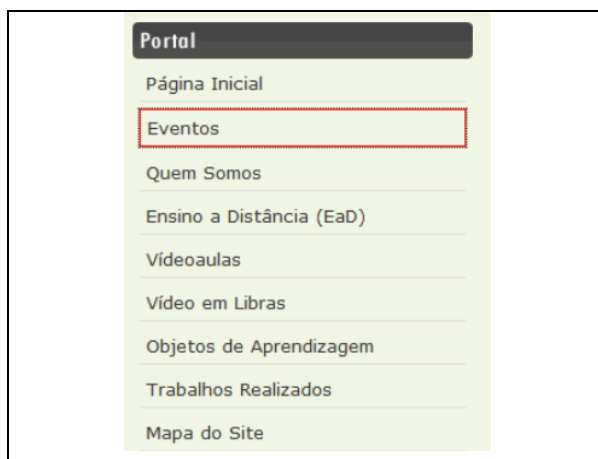 Portal
Página Inicial
Eventos
Quem Somos
Ensino a Distância (EaD)
Vídeoaulas
Vídeo em Libras
Objetos de Aprendizagem
Trabalhos Realizados
Mapa do Site